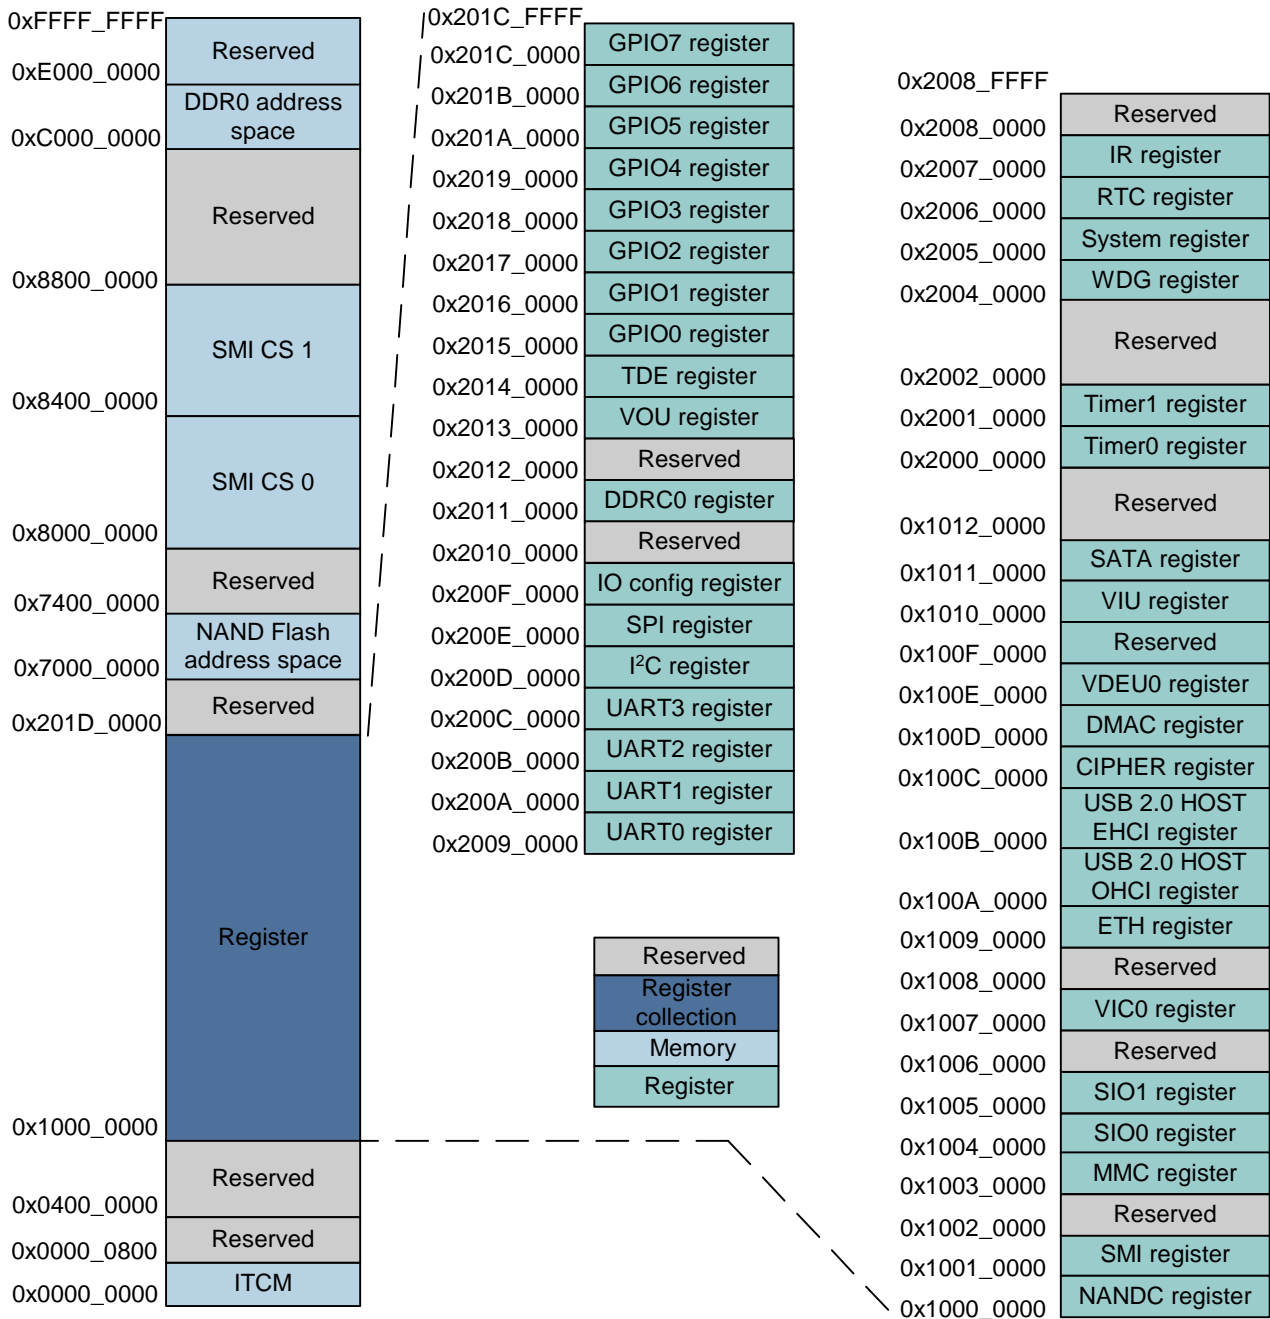 0xFFFF_FFFF
Reserved
0xE000_0000
DDR0 address
space
0xC000_0000
Reserved
0x8800_0000
SMI CS 1
0x8400_0000
SMI CS 0
0x8000_0000
Reserved
0x7400_0000
NAND Flash
address space
0x7000_0000
Reserved
0x201D_0000
Register
0x1000_0000
Reserved
0x0400_0000
Reserved
0x0000_0800
ITCM
0x0000_0000
0x201C_FFFF
GPIO7 register
0x201C_0000
GPIO6 register
0x201B_0000
GPIO5 register
0x201A_0000
GPIO4 register
0x2019_0000
GPIO3 register
0x2018_0000
GPIO2 register
0x2017_0000
GPIO1 register
0x2016_0000
GPIO0 register
0x2015_0000
TDE register
0x2014_0000
VOU register
0x2013_0000
Reserved
0x2012_0000
DDRC0 register
0x2011_0000
Reserved
0x2010_0000
IO config register
0x200F_0000
SPI register
0x200E_0000
I²C register
0x200D_0000
UART3 register
0x200C_0000
UART2 register
0x200B_0000
UART1 register
0x200A_0000
UART0 register
0x2009_0000
Reserved
Register
collection
Memory
Register
0x2008_FFFF
Reserved
0x2008_0000
IR register
0x2007_0000
RTC register
0x2006_0000
System register
0x2005_0000
WDG register
0x2004_0000
Reserved
0x2002_0000
Timer1 register
0x2001_0000
Timer0 register
0x2000_0000
Reserved
0x1012_0000
SATA register
0x1011_0000
VIU register
0x1010_0000
Reserved
0x100F_0000
VDEU0 register
0x100E_0000
DMAC register
0x100D_0000
CIPHER register
0x100C_0000
USB 2.0 HOST
EHCI register
0x100B_0000
USB 2.0 HOST
OHCI register
0x100A_0000
ETH register
0x1009_0000
Reserved
0x1008_0000
VIC0 register
0x1007_0000
Reserved
0x1006_0000
SIO1 register
0x1005_0000
SIO0 register
0x1004_0000
MMC register
0x1003_0000
Reserved
0x1002_0000
SMI register
0x1001_0000
NANDC register
0x1000_0000